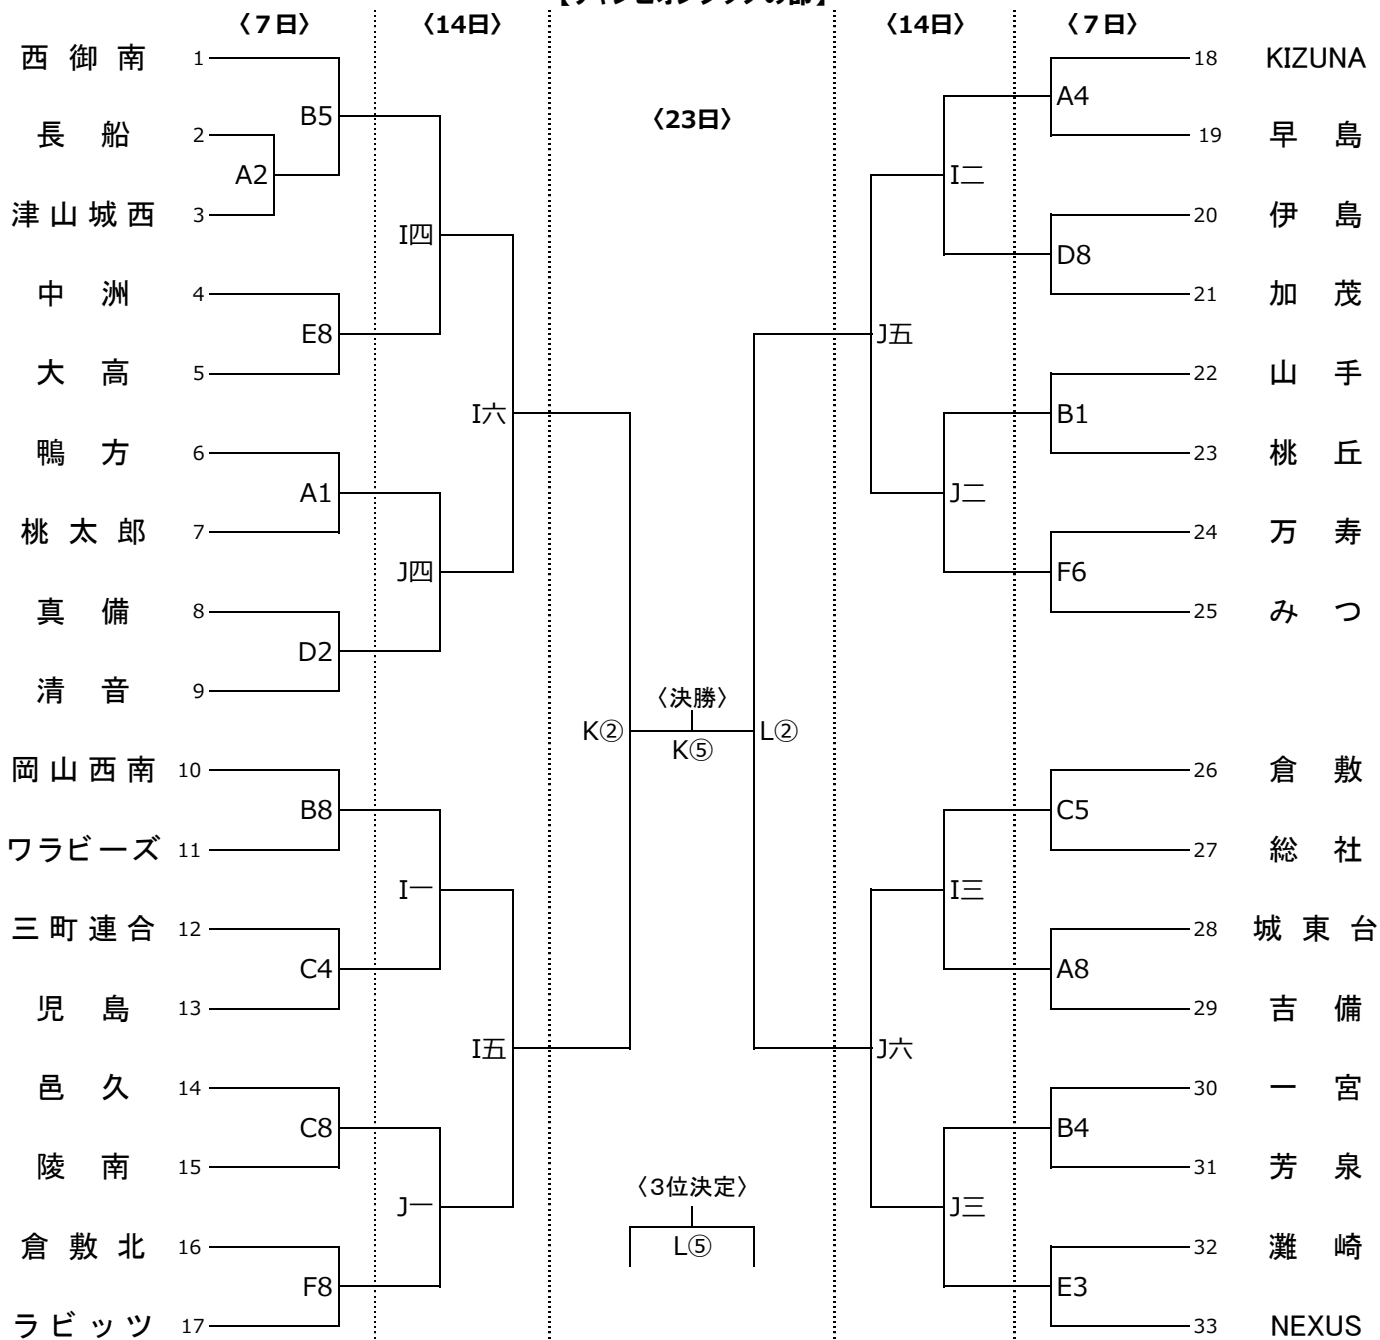 〈７日〉 〈14日〉 〈14日〉 〈７日〉
西御南 1 18 KIZUNA
B5 〈23日〉 A4
長船 2 19 早島
A2 I二
津山城西 3 20 伊島
I四 D8
中洲 4 21 加茂
E8 J五
大高 5 22 山手
I六 B1
鴨方 6 23 桃丘
A1 J二
桃太郎 7 24 万寿
J四 F6
真備 8 25 みつ
D2
清音 9 〈決勝〉
K② L②
K⑤
岡山西南 10 26 倉敷
B8 C5
ワラビーズ 11 27 総社
I一 I三
三町連合 12 28 城東台
C4 A8
児島 13 29 吉備
I五 J六
邑久 14 30 一宮
C8 B4
陵南 15 31 芳泉
〈３位決定〉
J一 J三
倉敷北 16 L⑤ 32 灘崎
F8 E3
ラビッツ 17 33 NEXUS